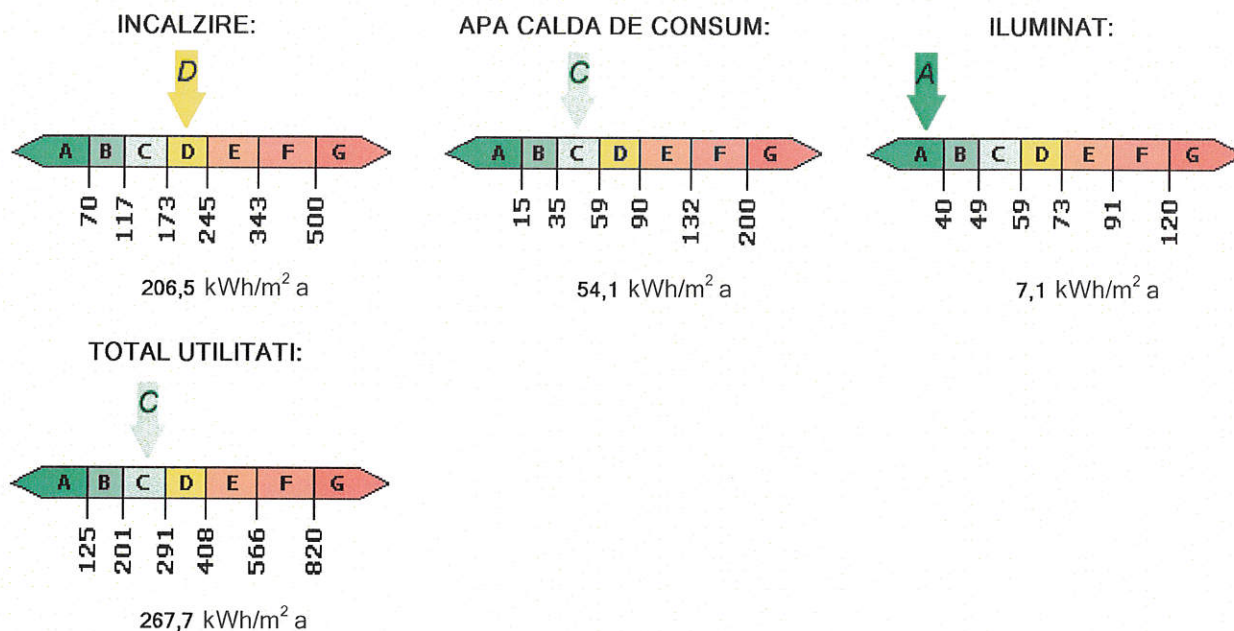 INCALZIRE:
D
A B C D E F G
70 117 173 245 343 500
206,5 kWh/m² a
APA CALDA DE CONSUM:
C
A B C D E F G
15 35 59 90 132 200
54,1 kWh/m² a
ILUMINAT:
A
A B C D E F G
40 49 59 73 91 120
7,1 kWh/m² a
TOTAL UTILITATI:
C
A B C D E F G
125 201 291 408 566 820
267,7 kWh/m² a